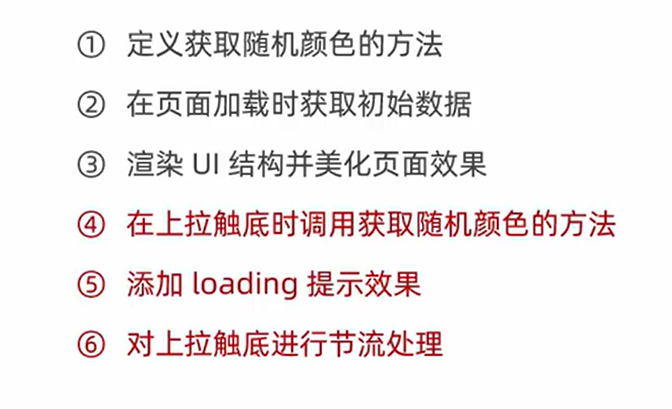 ① 定义获取随机颜色的方法
② 在页面加载时获取初始数据
③ 渲染 UI 结构并美化页面效果
④ 在上拉触底时调用获取随机颜色的方法
⑤ 添加 loading 提示效果
⑥ 对上拉触底进行节流处理